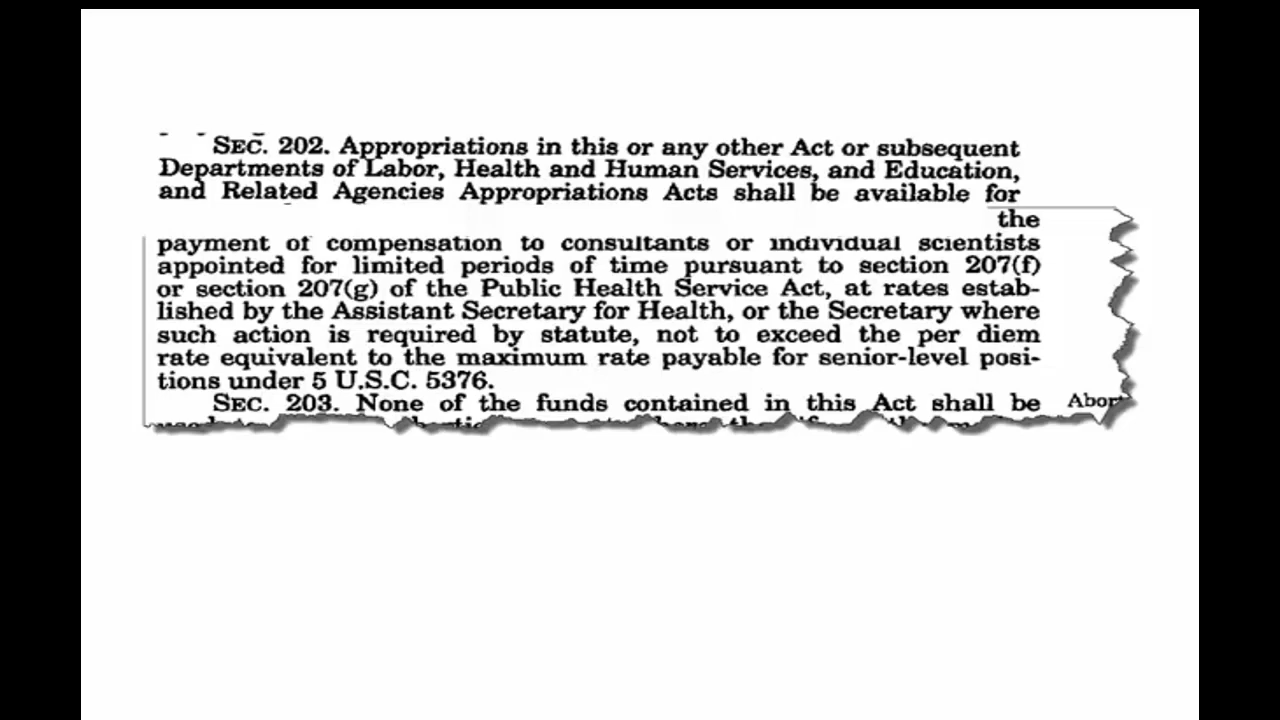 SEC. 202. Appropriations in this or any other Act or subsequent
Departments of Labor, Health and Human Services, and Education,
and Related Agencies Appropriations Acts shall be available for
the
payment of compensation to consultants or individual scientists
appointed for limited periods of time pursuant to section 207(f)
or section 207(g) of the Public Health Service Act, at rates estab-
lished by the Assistant Secretary for Health, or the Secretary where
such action is required by statute, not to exceed the per diem
rate equivalent to the maximum rate payable for senior-level posi-
tions under 5 U.S.C. 5376.
SEC. 203. None of the funds contained in this Act shall be